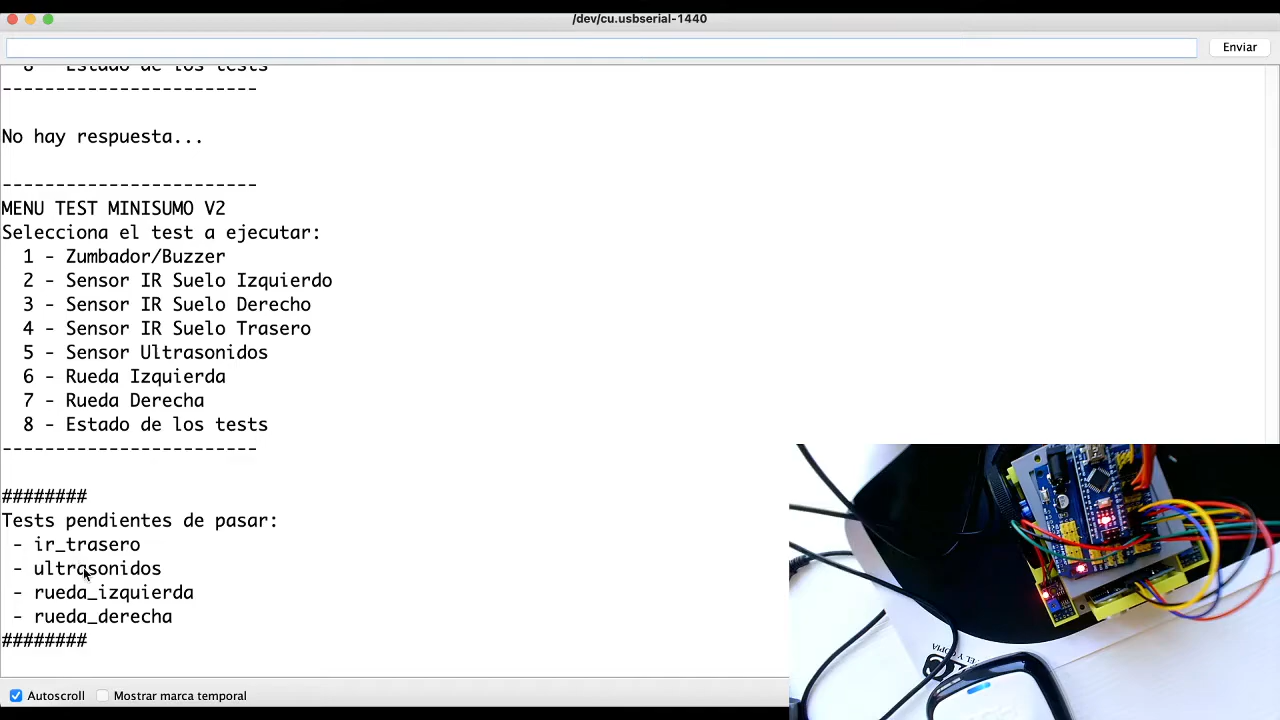 /dev/cu.usbserial-1440
Enviar
8 - Estado de los tests
------------------------
No hay respuesta...
------------------------
MENU TEST MINISUMO V2
Selecciona el test a ejecutar:
1 - Zumbador/Buzzer
2 - Sensor IR Suelo Izquierdo
3 - Sensor IR Suelo Derecho
4 - Sensor IR Suelo Trasero
5 - Sensor Ultrasonidos
6 - Rueda Izquierda
7 - Rueda Derecha
8 - Estado de los tests
------------------------
########
Tests pendientes de pasar:
- ir_trasero
- ultrasonidos
- rueda_izquierda
- rueda_derecha
########
Autoscroll
Mostrar marca temporal